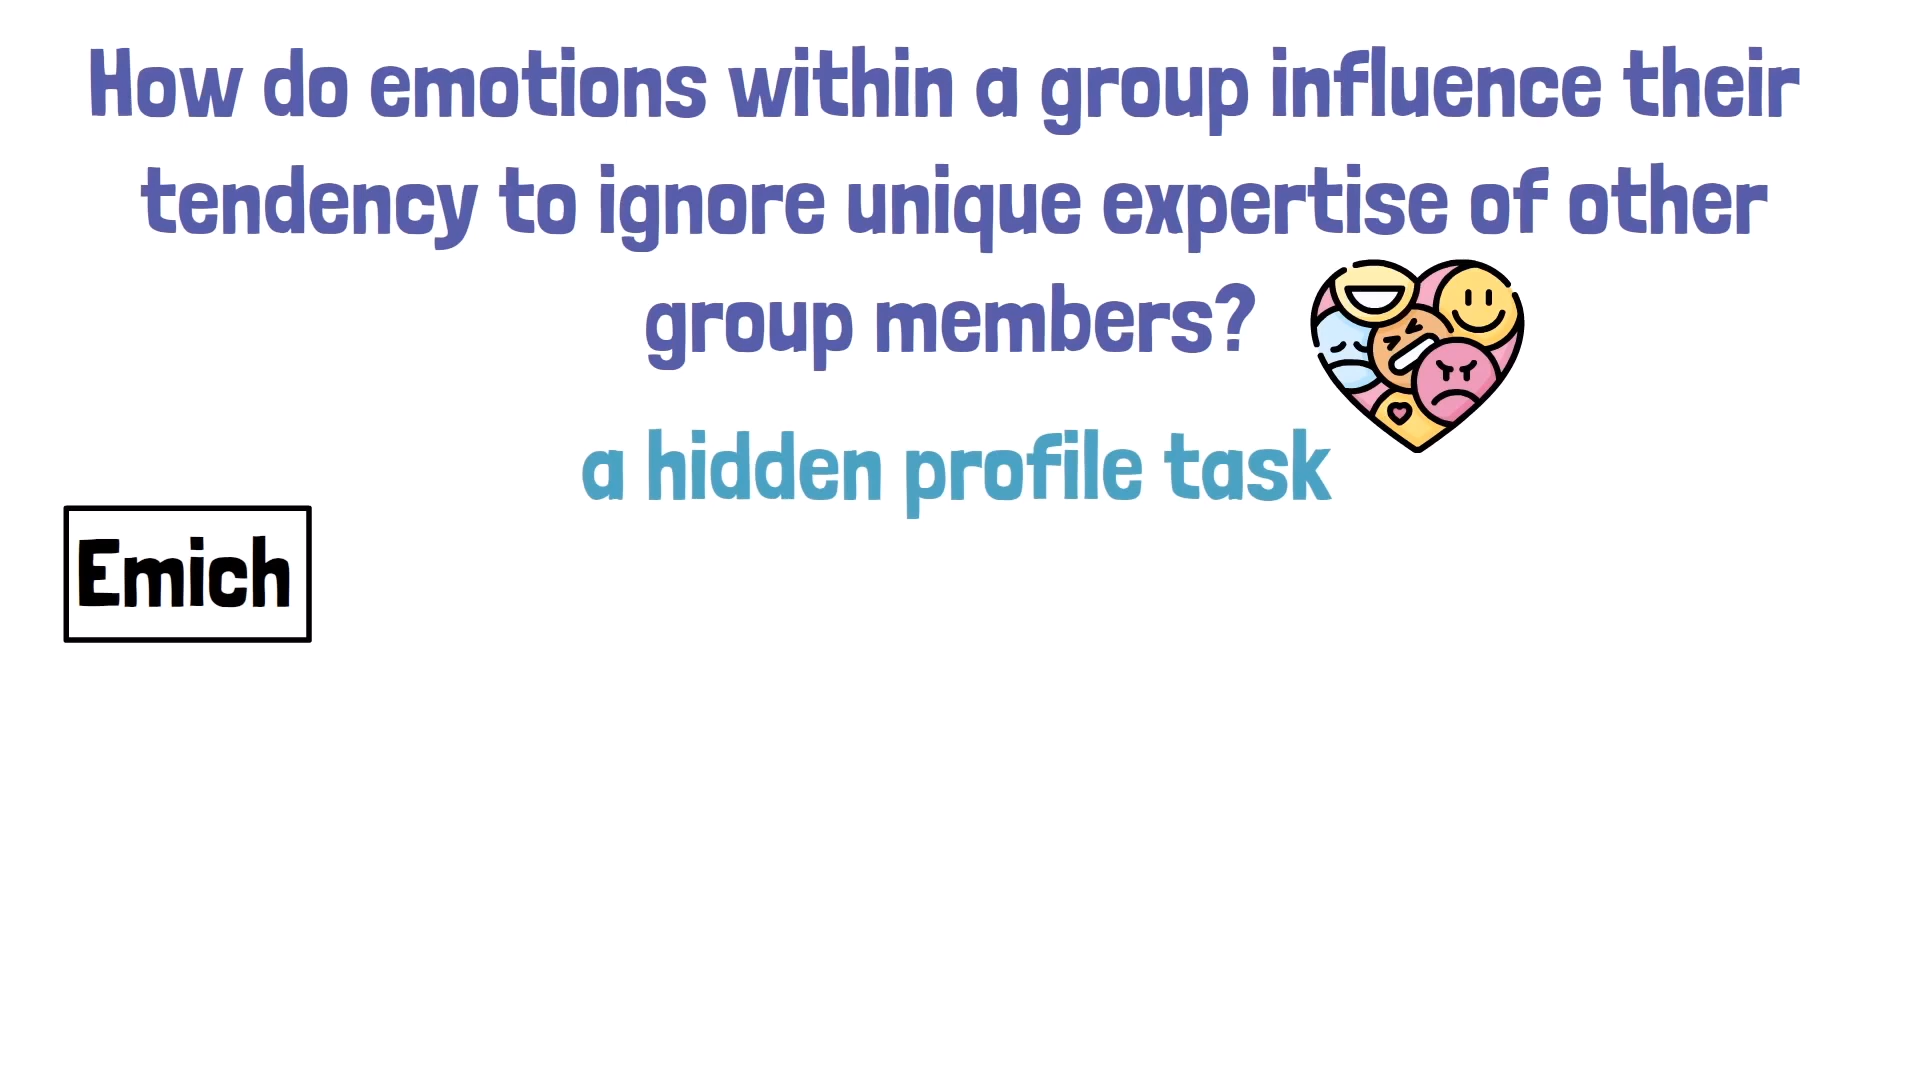 How do emotions within a group influence their
tendency to ignore unique expertise of other
group members?
a hidden profile task
Emich